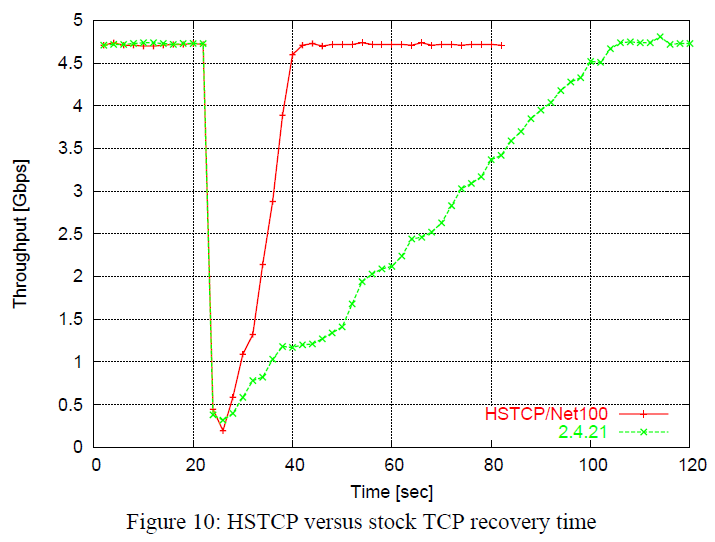 5
4.5
4
3.5
3
2.5
2
1.5
1
0.5
0
Throughput [Gbps]
HSTCP/Net100
2.4.21
0 20 40 60 80 100 120
Time [sec]
Figure 10: HSTCP versus stock TCP recovery time